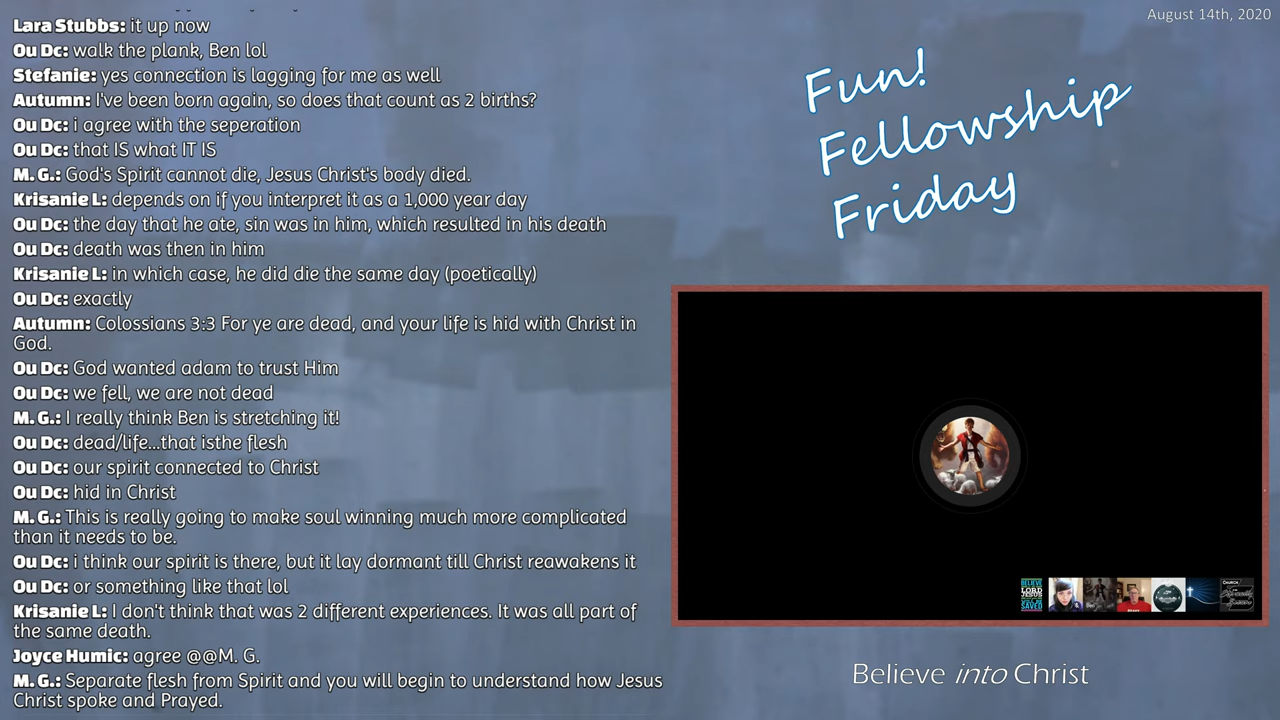 Lara Stubbs: it up now
Ou Dc: walk the plank, Ben lol
Stefanie: yes connection is lagging for me as well
Autumn: I've been born again, so does that count as 2 births?
Ou Dc: i agree with the seperation
Ou Dc: that IS what IT IS
M. G.: God's Spirit cannot die, Jesus Christ's body died.
Krisanie L: depends on if you interpret it as a 1,000 year day
Ou Dc: the day that he ate, sin was in him, which resulted in his death
Ou Dc: death was then in him
Krisanie L: in which case, he did die the same day (poetically)
Ou Dc: exactly
Autumn: Colossians 3:3 For ye are dead, and your life is hid with Christ in
God.
Ou Dc: God wanted adam to trust Him
Ou Dc: we fell, we are not dead
M. G.: I really think Ben is stretching it!
Ou Dc: dead/life...that isthe flesh
Ou Dc: our spirit connected to Christ
Ou Dc: hid in Christ
M. G.: This is really going to make soul winning much more complicated
than it needs to be.
Ou Dc: i think our spirit is there, but it lay dormant till Christ reawakens it
Ou Dc: or something like that lol
Krisanie L: I don't think that was 2 different experiences. It was all part of
the same death.
Joyce Humic: agree @@M. G.
M. G.: Separate flesh from Spirit and you will begin to understand how Jesus
Christ spoke and Prayed.
August 14th, 2020
Fun!
Fellowship
Friday
BELIEVE
LORD
JESUS
SAVED
CHURCH
Believe into Christ